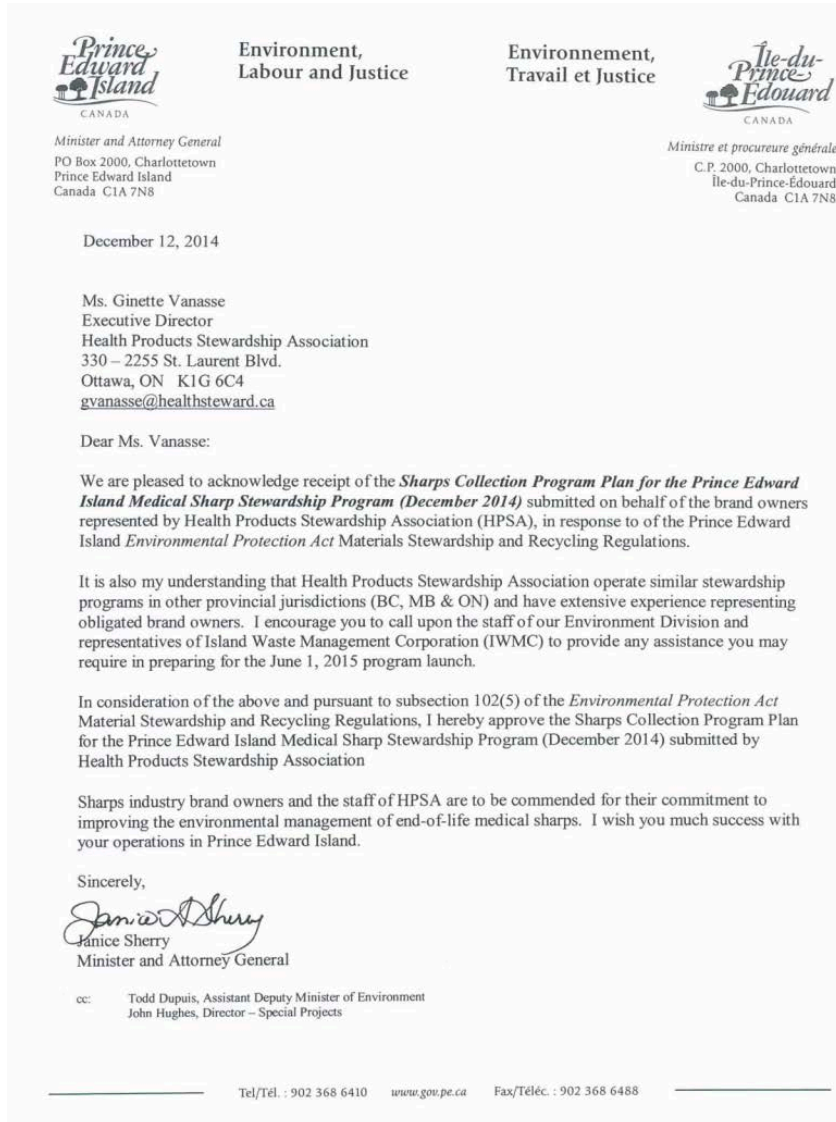 Prince
Edward
Island
CANADA
Environment,
Labour and Justice
Environnement,
Travail et Justice
Île-du-
Prince-
Édouard
CANADA
Minister and Attorney General
PO Box 2000, Charlottetown
Prince Edward Island
Canada C1A 7N8
Ministre et procureure générale
C.P. 2000, Charlottetown
Île-du-Prince-Édouard
Canada C1A 7N8
December 12, 2014
Ms. Ginette Vanasse
Executive Director
Health Products Stewardship Association
330 – 2255 St. Laurent Blvd.
Ottawa, ON K1G 6C4
gvanasse@healthsteward.ca
Dear Ms. Vanasse:
We are pleased to acknowledge receipt of the Sharps Collection Program Plan for the Prince Edward
Island Medical Sharp Stewardship Program (December 2014) submitted on behalf of the brand owners
represented by Health Products Stewardship Association (HPSA), in response to of the Prince Edward
Island Environmental Protection Act Materials Stewardship and Recycling Regulations.
It is also my understanding that Health Products Stewardship Association operate similar stewardship
programs in other provincial jurisdictions (BC, MB & ON) and have extensive experience representing
obligated brand owners. I encourage you to call upon the staff of our Environment Division and
representatives of Island Waste Management Corporation (IWMC) to provide any assistance you may
require in preparing for the June 1, 2015 program launch.
In consideration of the above and pursuant to subsection 102(5) of the Environmental Protection Act
Material Stewardship and Recycling Regulations, I hereby approve the Sharps Collection Program Plan
for the Prince Edward Island Medical Sharp Stewardship Program (December 2014) submitted by
Health Products Stewardship Association
Sharps industry brand owners and the staff of HPSA are to be commended for their commitment to
improving the environmental management of end-of-life medical sharps. I wish you much success with
your operations in Prince Edward Island.
Sincerely,
Janice A Sherry
Janice Sherry
Minister and Attorney General
cc: Todd Dupuis, Assistant Deputy Minister of Environment
John Hughes, Director – Special Projects
Tel/Tél. : 902 368 6410 www.gov.pe.ca Fax/Téléc. : 902 368 6488